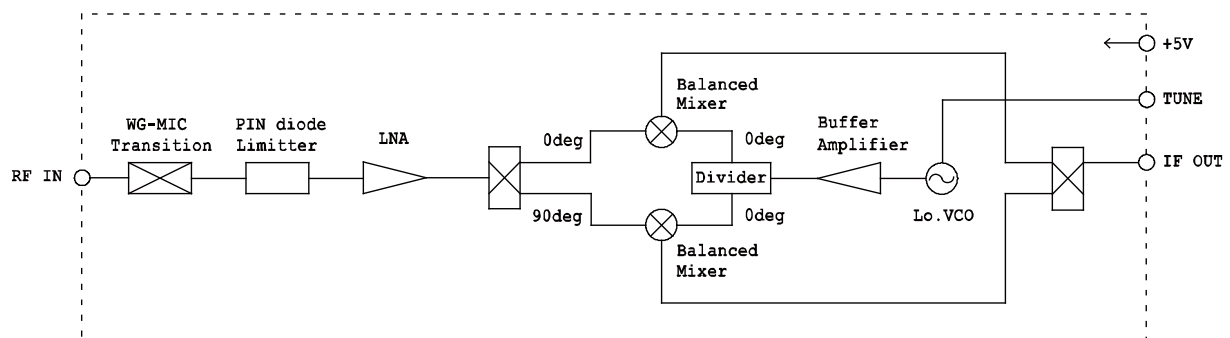 +5V
Balanced
Mixer
TUNE
WG-MIC
Transition
PIN diode
Limitter
LNA
0deg
0deg
Buffer
Amplifier
RF IN
Divider
IF OUT
90deg
0deg
Lo.VCO
Balanced
Mixer